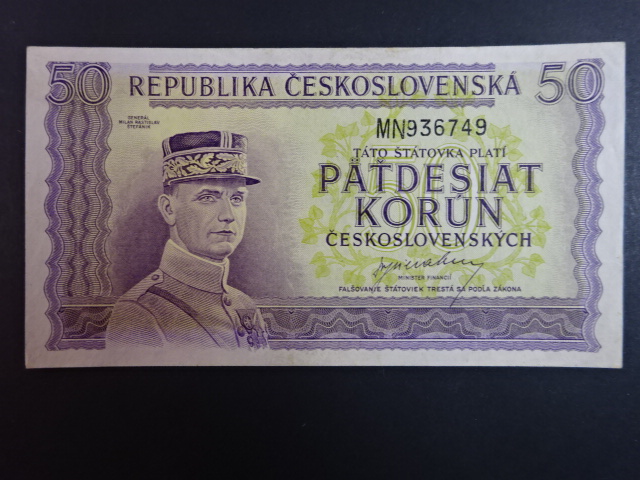 50 REPUBLIKA ČESKOSLOVENSKÁ 50
GENERÁL
MILAN RASTISLAV
ŠTEFÁNIK
MN936749
TÁTO ŠTÁTOVKA PLATÍ
PÄŤDESIAT
KORÚN
ČESKOSLOVENSKÝCH
MINISTER FINANCIÍ
FALŠOVANIE ŠTÁTOVIEK TRESTÁ SA PODĽA ZÁKONA